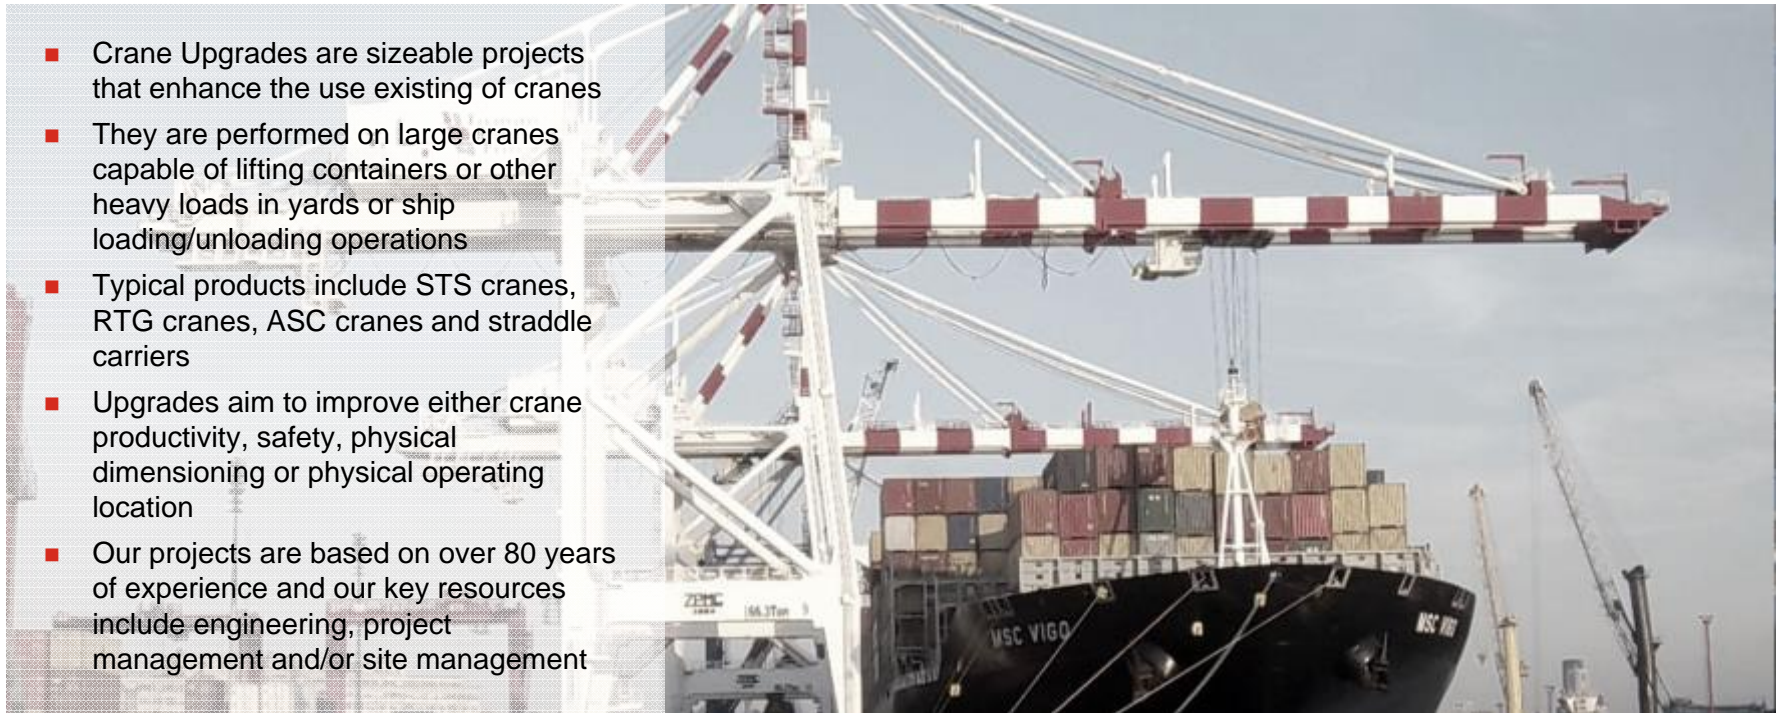 Crane Upgrades are sizeable projects
that enhance the use existing of cranes
They are performed on large cranes
capable of lifting containers or other
heavy loads in yards or ship
loading/unloading operations
Typical products include STS cranes,
RTG cranes, ASC cranes and straddle
carriers
Upgrades aim to improve either crane
productivity, safety, physical
dimensioning or physical operating
location
Our projects are based on over 80 years
of experience and our key resources
include engineering, project
management and/or site management
ZPMC
MSC VIGO
MSC VIGO